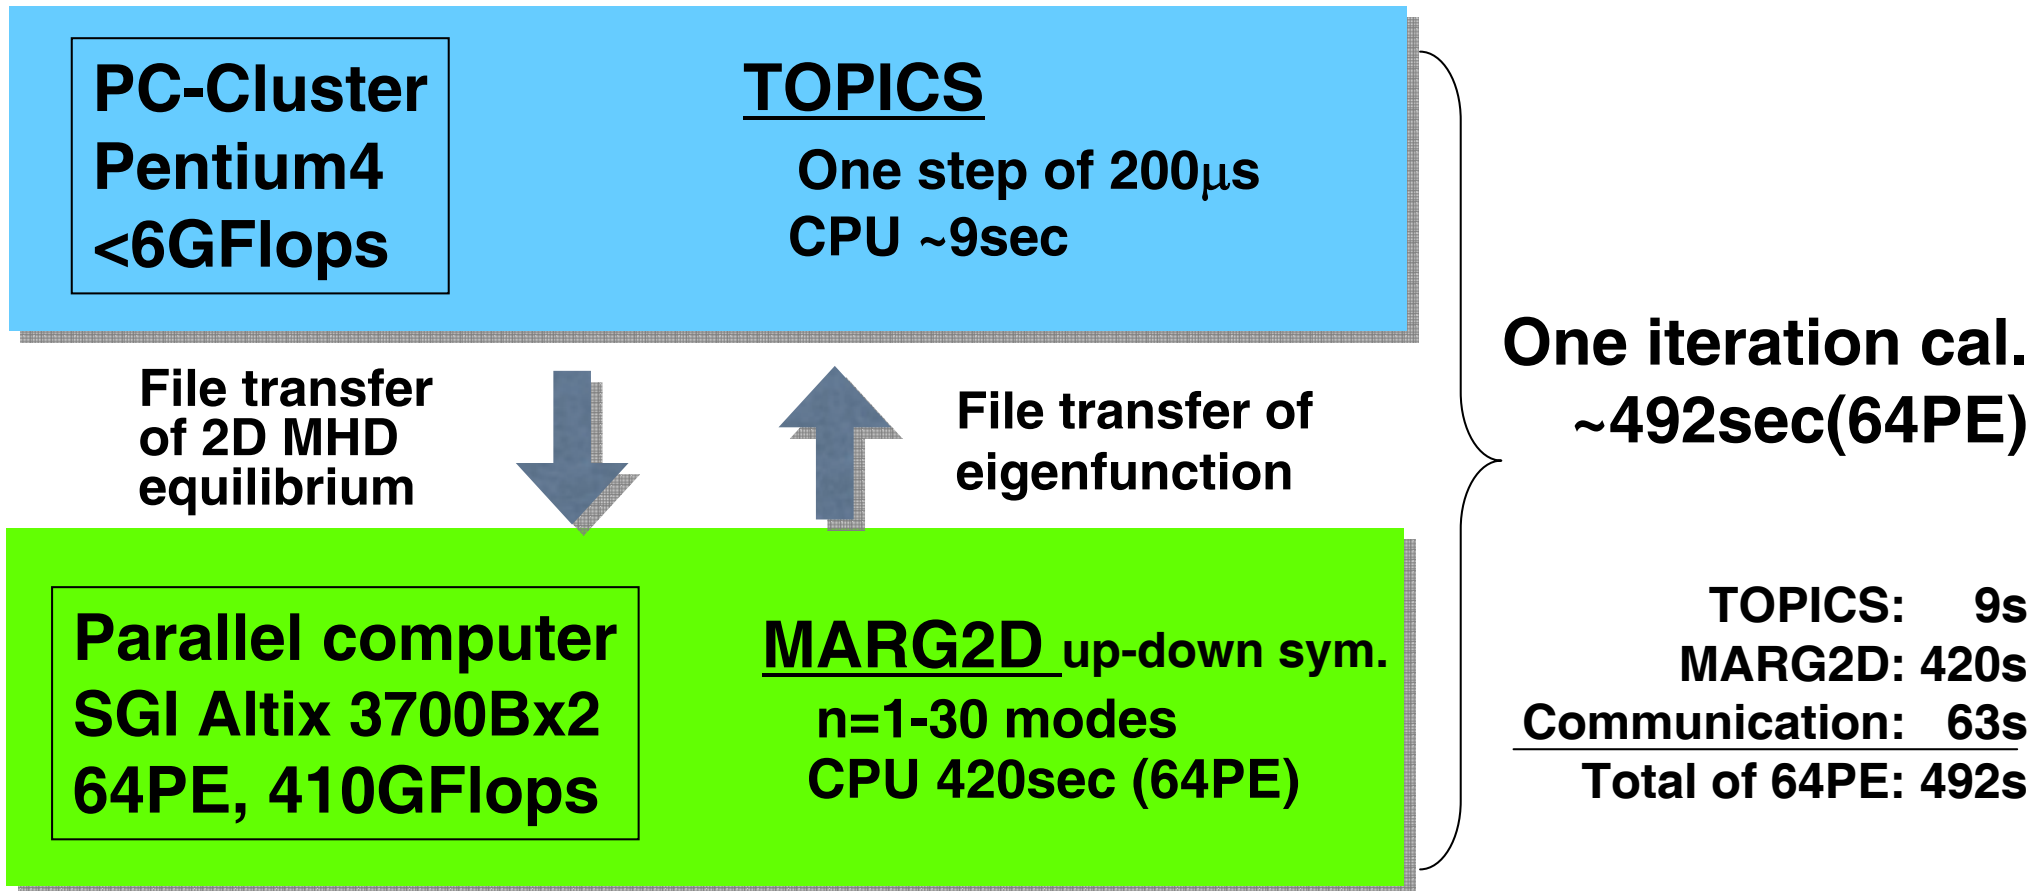 PC-Cluster
Pentium4
<6GFlops
TOPICS
One step of 200μs
CPU ~9sec
File transfer
of 2D MHD
equilibrium
File transfer of
eigenfunction
Parallel computer
SGI Altix 3700Bx2
64PE, 410GFlops
MARG2D up-down sym.
n=1-30 modes
CPU 420sec (64PE)
One iteration cal.
~492sec(64PE)
TOPICS: 9s
MARG2D: 420s
Communication: 63s
Total of 64PE: 492s